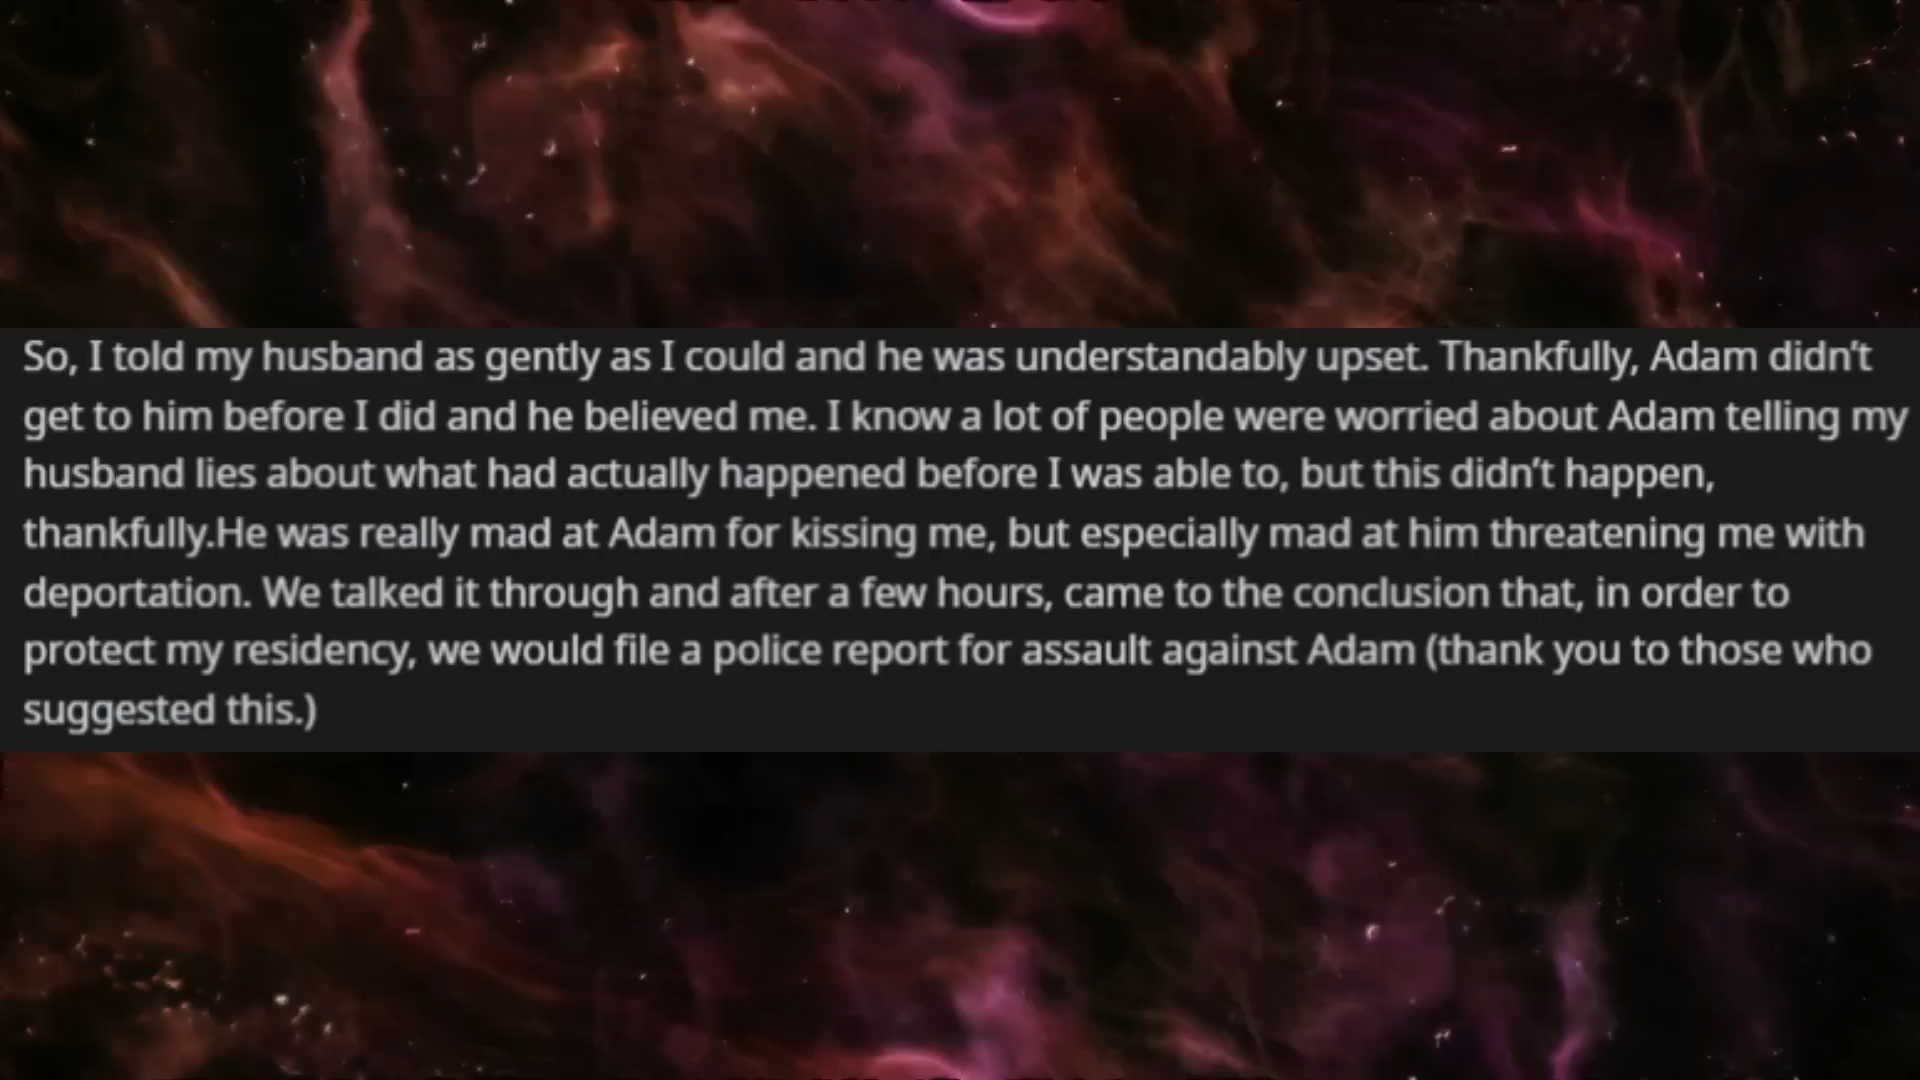 So, I told my husband as gently as I could and he was understandably upset. Thankfully, Adam didn’t
get to him before I did and he believed me. I know a lot of people were worried about Adam telling my
husband lies about what had actually happened before I was able to, but this didn’t happen,
thankfully.He was really mad at Adam for kissing me, but especially mad at him threatening me with
deportation. We talked it through and after a few hours, came to the conclusion that, in order to
protect my residency, we would file a police report for assault against Adam (thank you to those who
suggested this.)